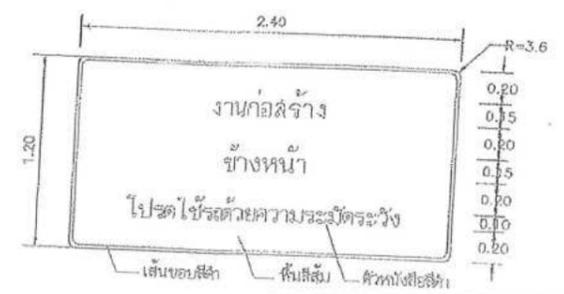 2.40
R=3.6
งานก่อสร้าง
ข้างหน้า
โปรดใช้รถด้วยความระมัดระวัง
1.20
0.20
0.15
0.20
0.15
0.20
0.10
0.20
เส้นขอบสีดำ
พื้นสีส้ม
ตัวหนังสือสีดำ